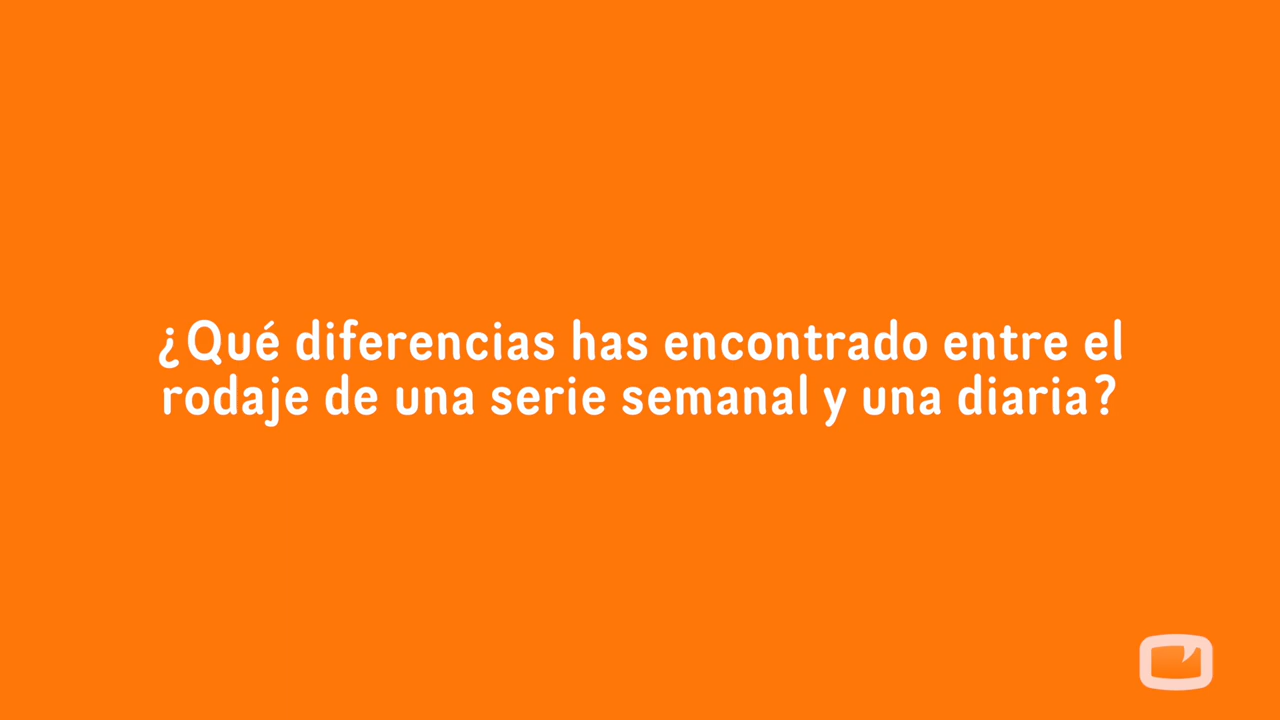 ¿Qué diferencias has encontrado entre el
rodaje de una serie semanal y una diaria?